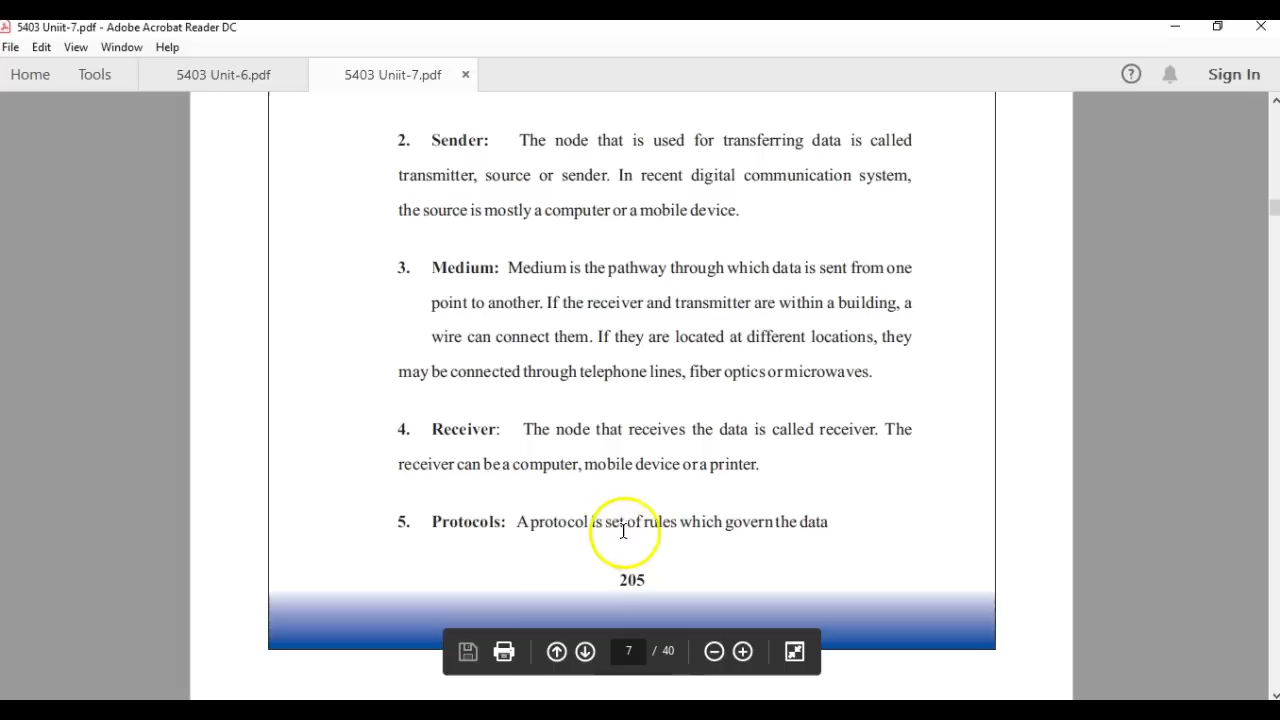 5403 Uniit-7.pdf - Adobe Acrobat Reader DC
File Edit View Window Help
Home Tools 5403 Unit-6.pdf 5403 Uniit-7.pdf × ? Sign In
2. Sender: The node that is used for transferring data is called
transmitter, source or sender. In recent digital communication system,
the source is mostly a computer or a mobile device.
3. Medium: Medium is the pathway through which data is sent from one
point to another. If the receiver and transmitter are within a building, a
wire can connect them. If they are located at different locations, they
may be connected through telephone lines, fiber optics or microwaves.
4. Receiver: The node that receives the data is called receiver. The
receiver can be a computer, mobile device or a printer.
5. Protocols: A protocol is set of rules which govern the data
205
7 / 40